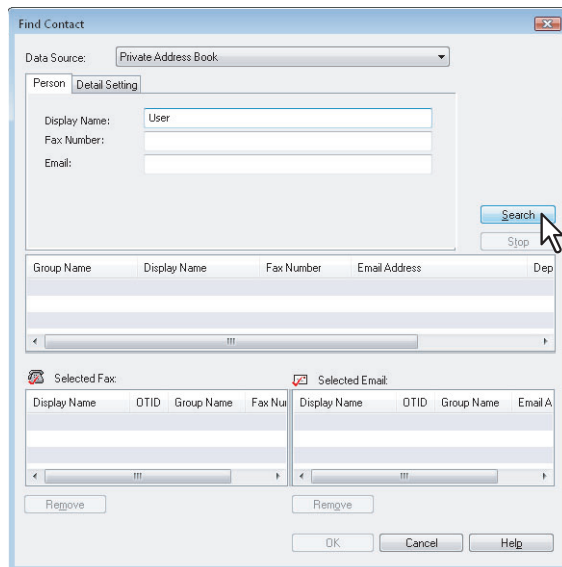 Find Contact
Data Source: Private Address Book
Person Detail Setting
Display Name: User
Fax Number:
Email:
Search
Stop
Group Name Display Name Fax Number Email Address Dep
Selected Fax: Selected Email:
Display Name OTID Group Name Fax Nu Display Name OTID Group Name Email A
Remove Remove
OK Cancel Help